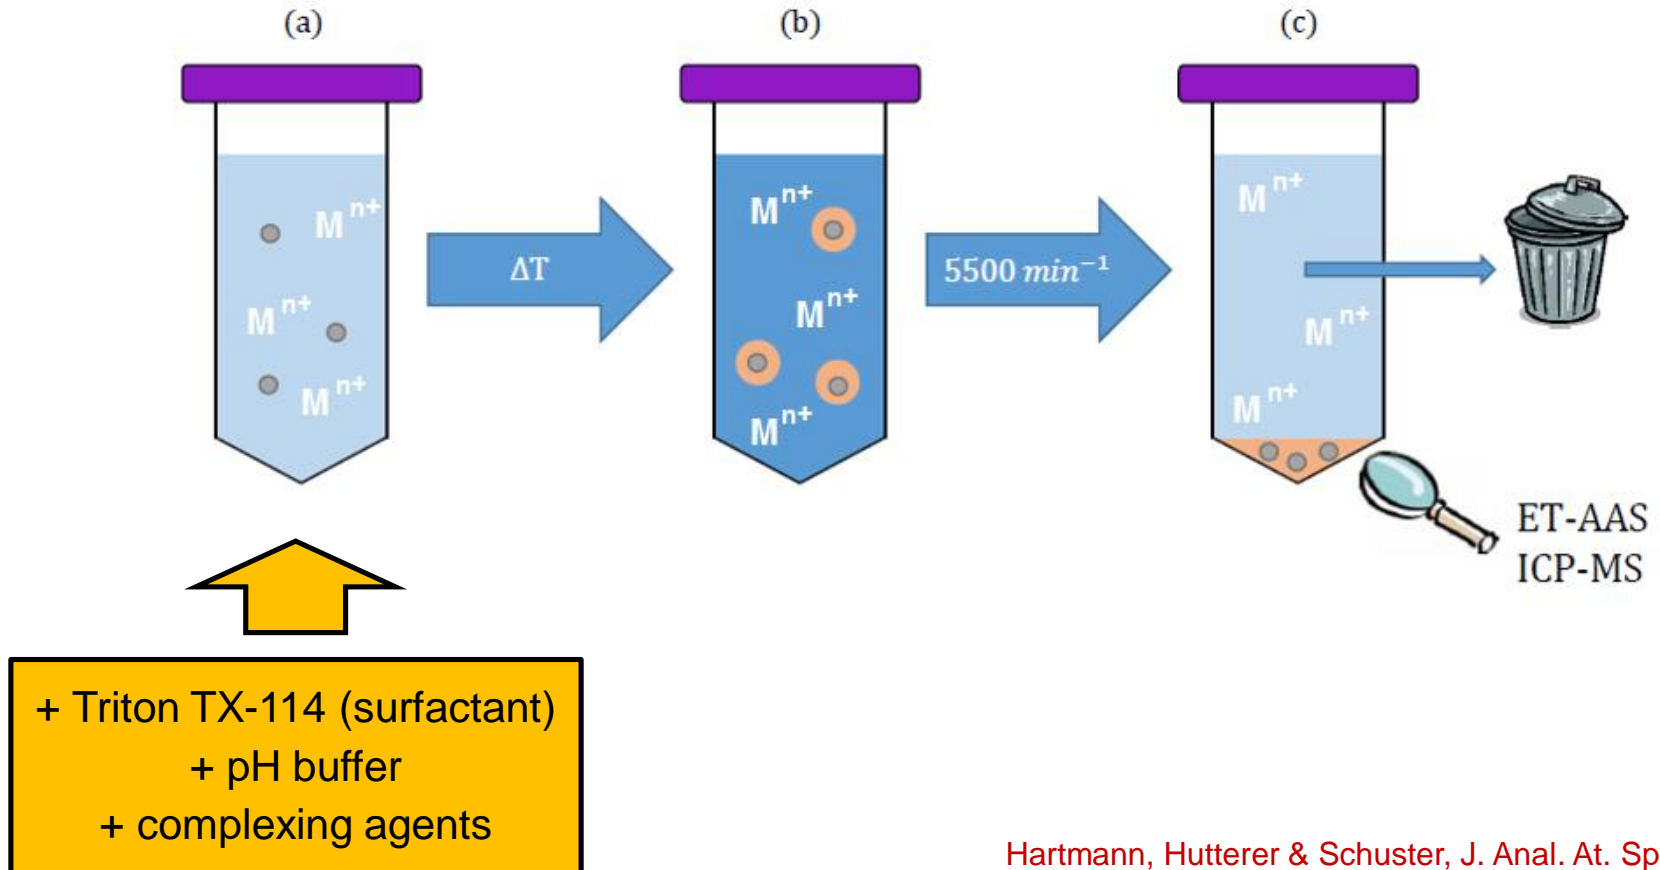 (a)
(b)
(c)
M^{n+}
M^{n+}
M^{n+}
ΔT
M^{n+}
M^{n+}
M^{n+}
5500 min^{−1}
M^{n+}
M^{n+}
M^{n+}
ET-AAS
ICP-MS
+ Triton TX-114 (surfactant)
+ pH buffer
+ complexing agents
Hartmann, Hutterer & Schuster, J. Anal. At. Sp